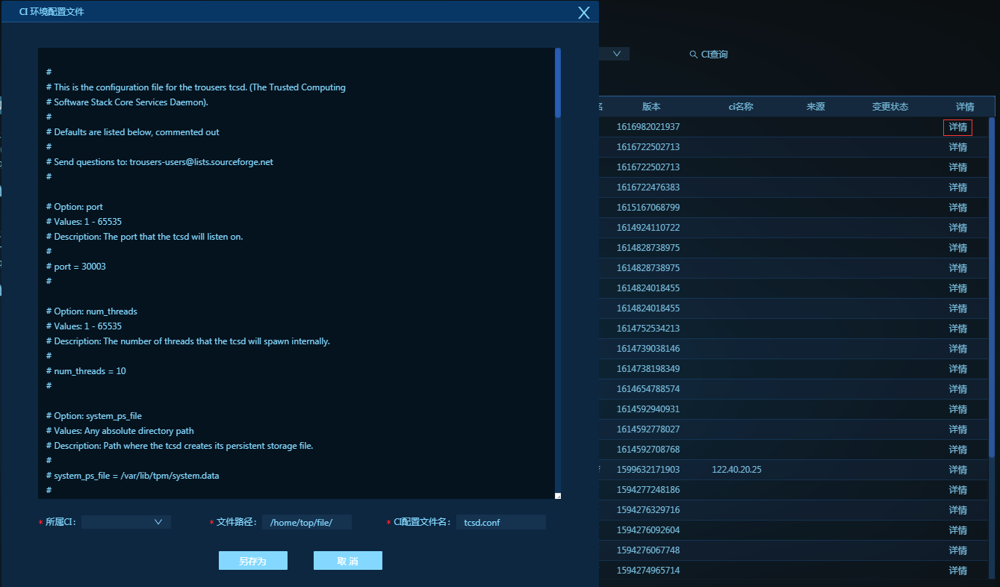 CI 环境配置文件
#
# This is the configuration file for the trousers tcsd. (The Trusted Computing
# Software Stack Core Services Daemon).
#
# Defaults are listed below, commented out
#
# Send questions to: trousers-users@lists.sourceforge.net
#
# Option: port
# Values: 1 - 65535
# Description: The port that the tcsd will listen on.
#
# port = 30003
#
# Option: num_threads
# Values: 1 - 65535
# Description: The number of threads that the tcsd will spawn internally.
#
# num_threads = 10
#
# Option: system_ps_file
# Values: Any absolute directory path
# Description: Path where the tcsd creates its persistent storage file.
#
# system_ps_file = /var/lib/tpm/system.data
#
* 所属CI: * 文件路径: /home/top/file/ * CI配置文件名: tcsd.conf
另存为 取 消
CI查询
名 版本 ci名称 来源 变更状态 详情
1616982021937 详情
1616722502713 详情
1616722502713 详情
1616722476383 详情
1615167068799 详情
1614924110722 详情
1614828738975 详情
1614828738975 详情
1614824018455 详情
1614824018455 详情
1614752534213 详情
1614739038146 详情
1614738198349 详情
1614654788574 详情
1614592940931 详情
1614592778027 详情
1614592708768 详情
1599632171903 122.40.20.25 详情
1594277248186 详情
1594276329716 详情
1594276092604 详情
1594276067748 详情
1594274965714 详情